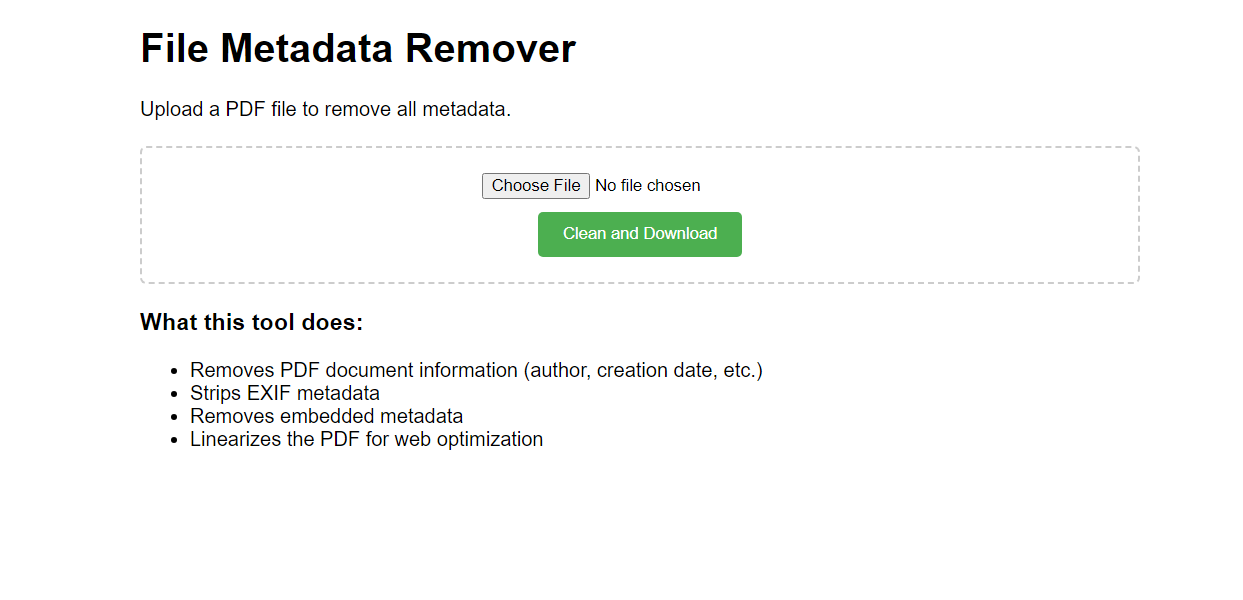 File Metadata Remover
Upload a PDF file to remove all metadata.
Choose File No file chosen
Clean and Download
What this tool does:
• Removes PDF document information (author, creation date, etc.)
• Strips EXIF metadata
• Removes embedded metadata
• Linearizes the PDF for web optimization